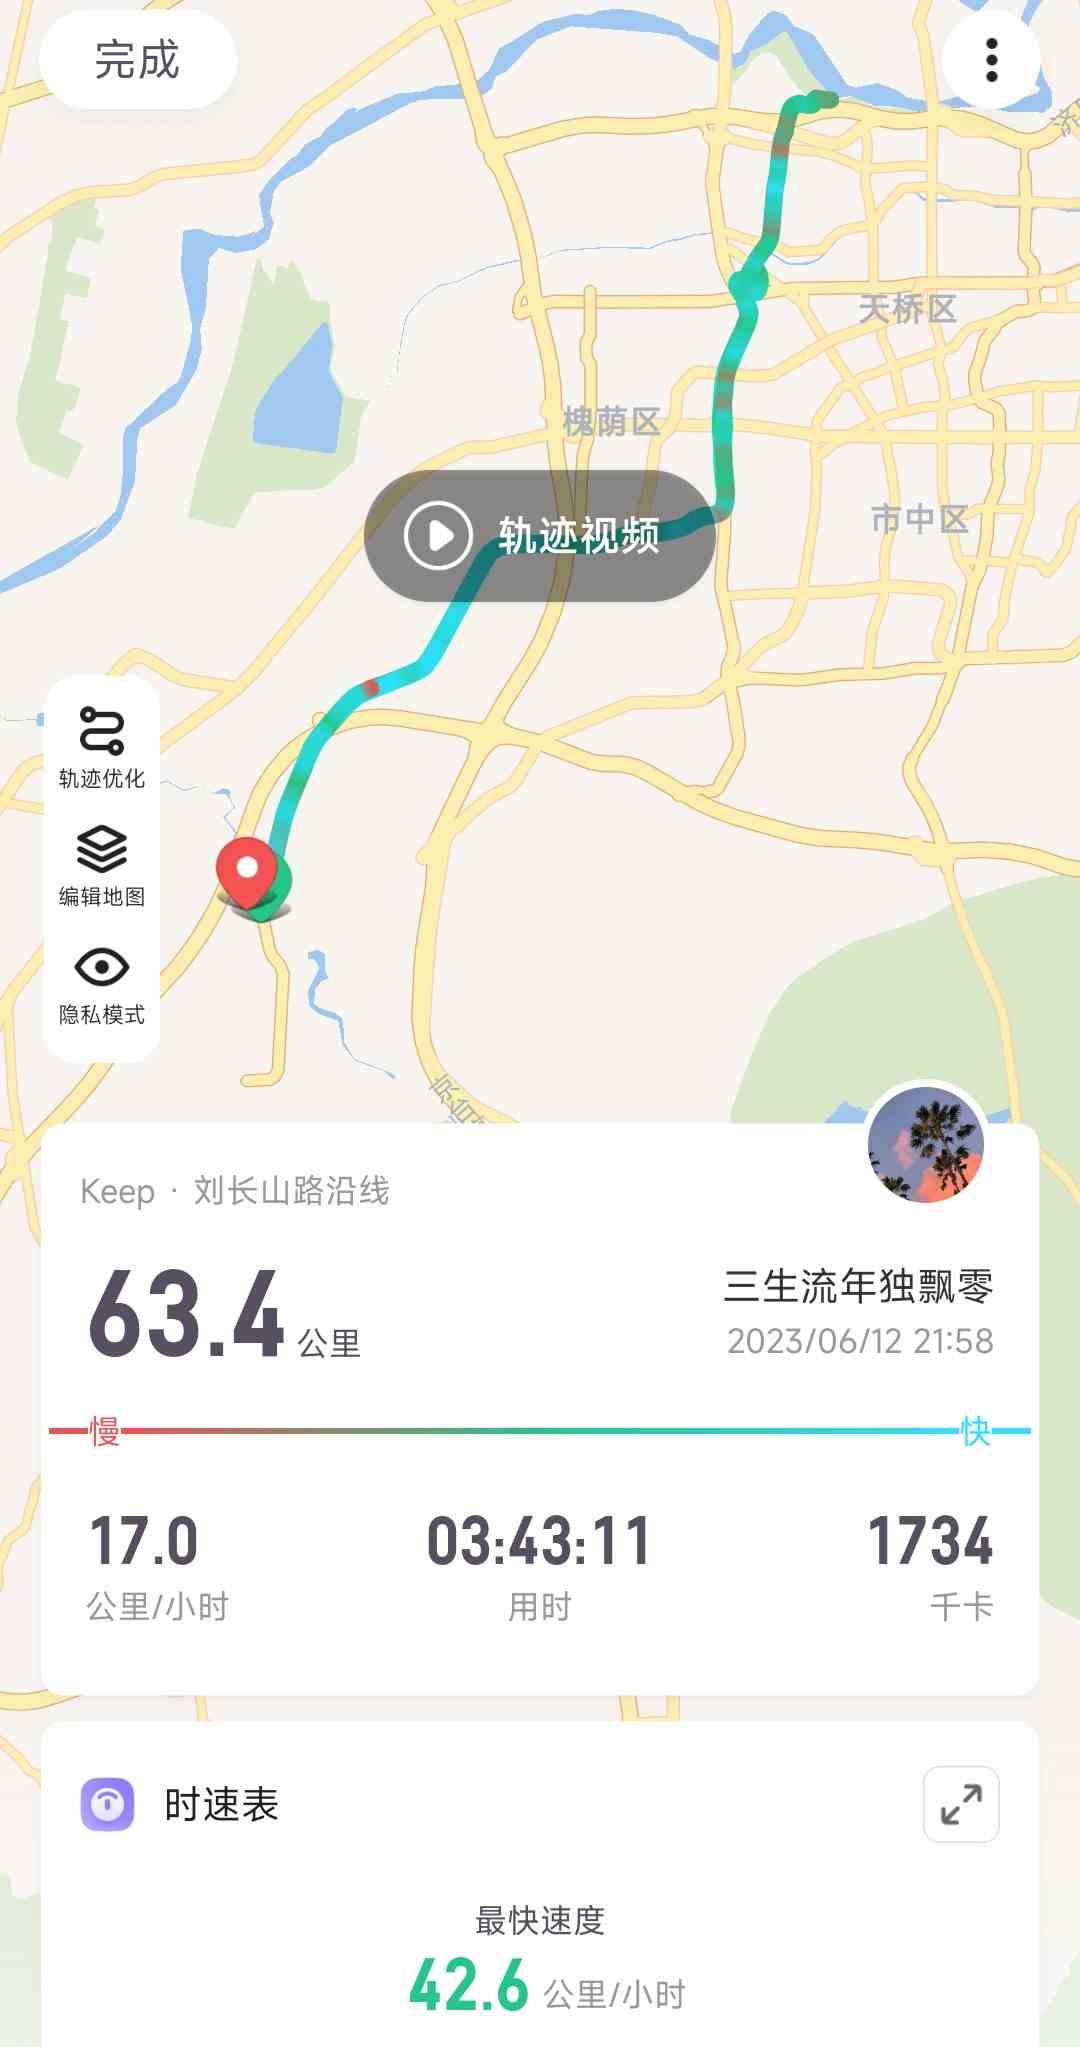 完成
天桥区
槐荫区
市中区
轨迹视频
轨迹优化
编辑地图
隐私模式
Keep · 刘长山路沿线
63.4 公里
三生流年独飘零
2023/06/12 21:58
慢
快
17.0
公里/小时
03:43:11
用时
1734
千卡
时速表
最快速度
42.6 公里/小时